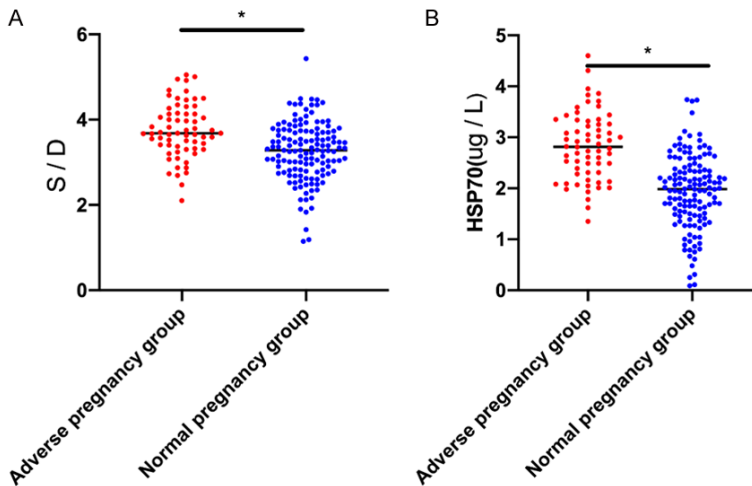 A
*
6
4
2
0
S / D
Adverse pregnancy group
Normal pregnancy group
B
*
5
4
3
2
1
0
HSP70(ug / L)
Adverse pregnancy group
Normal pregnancy group